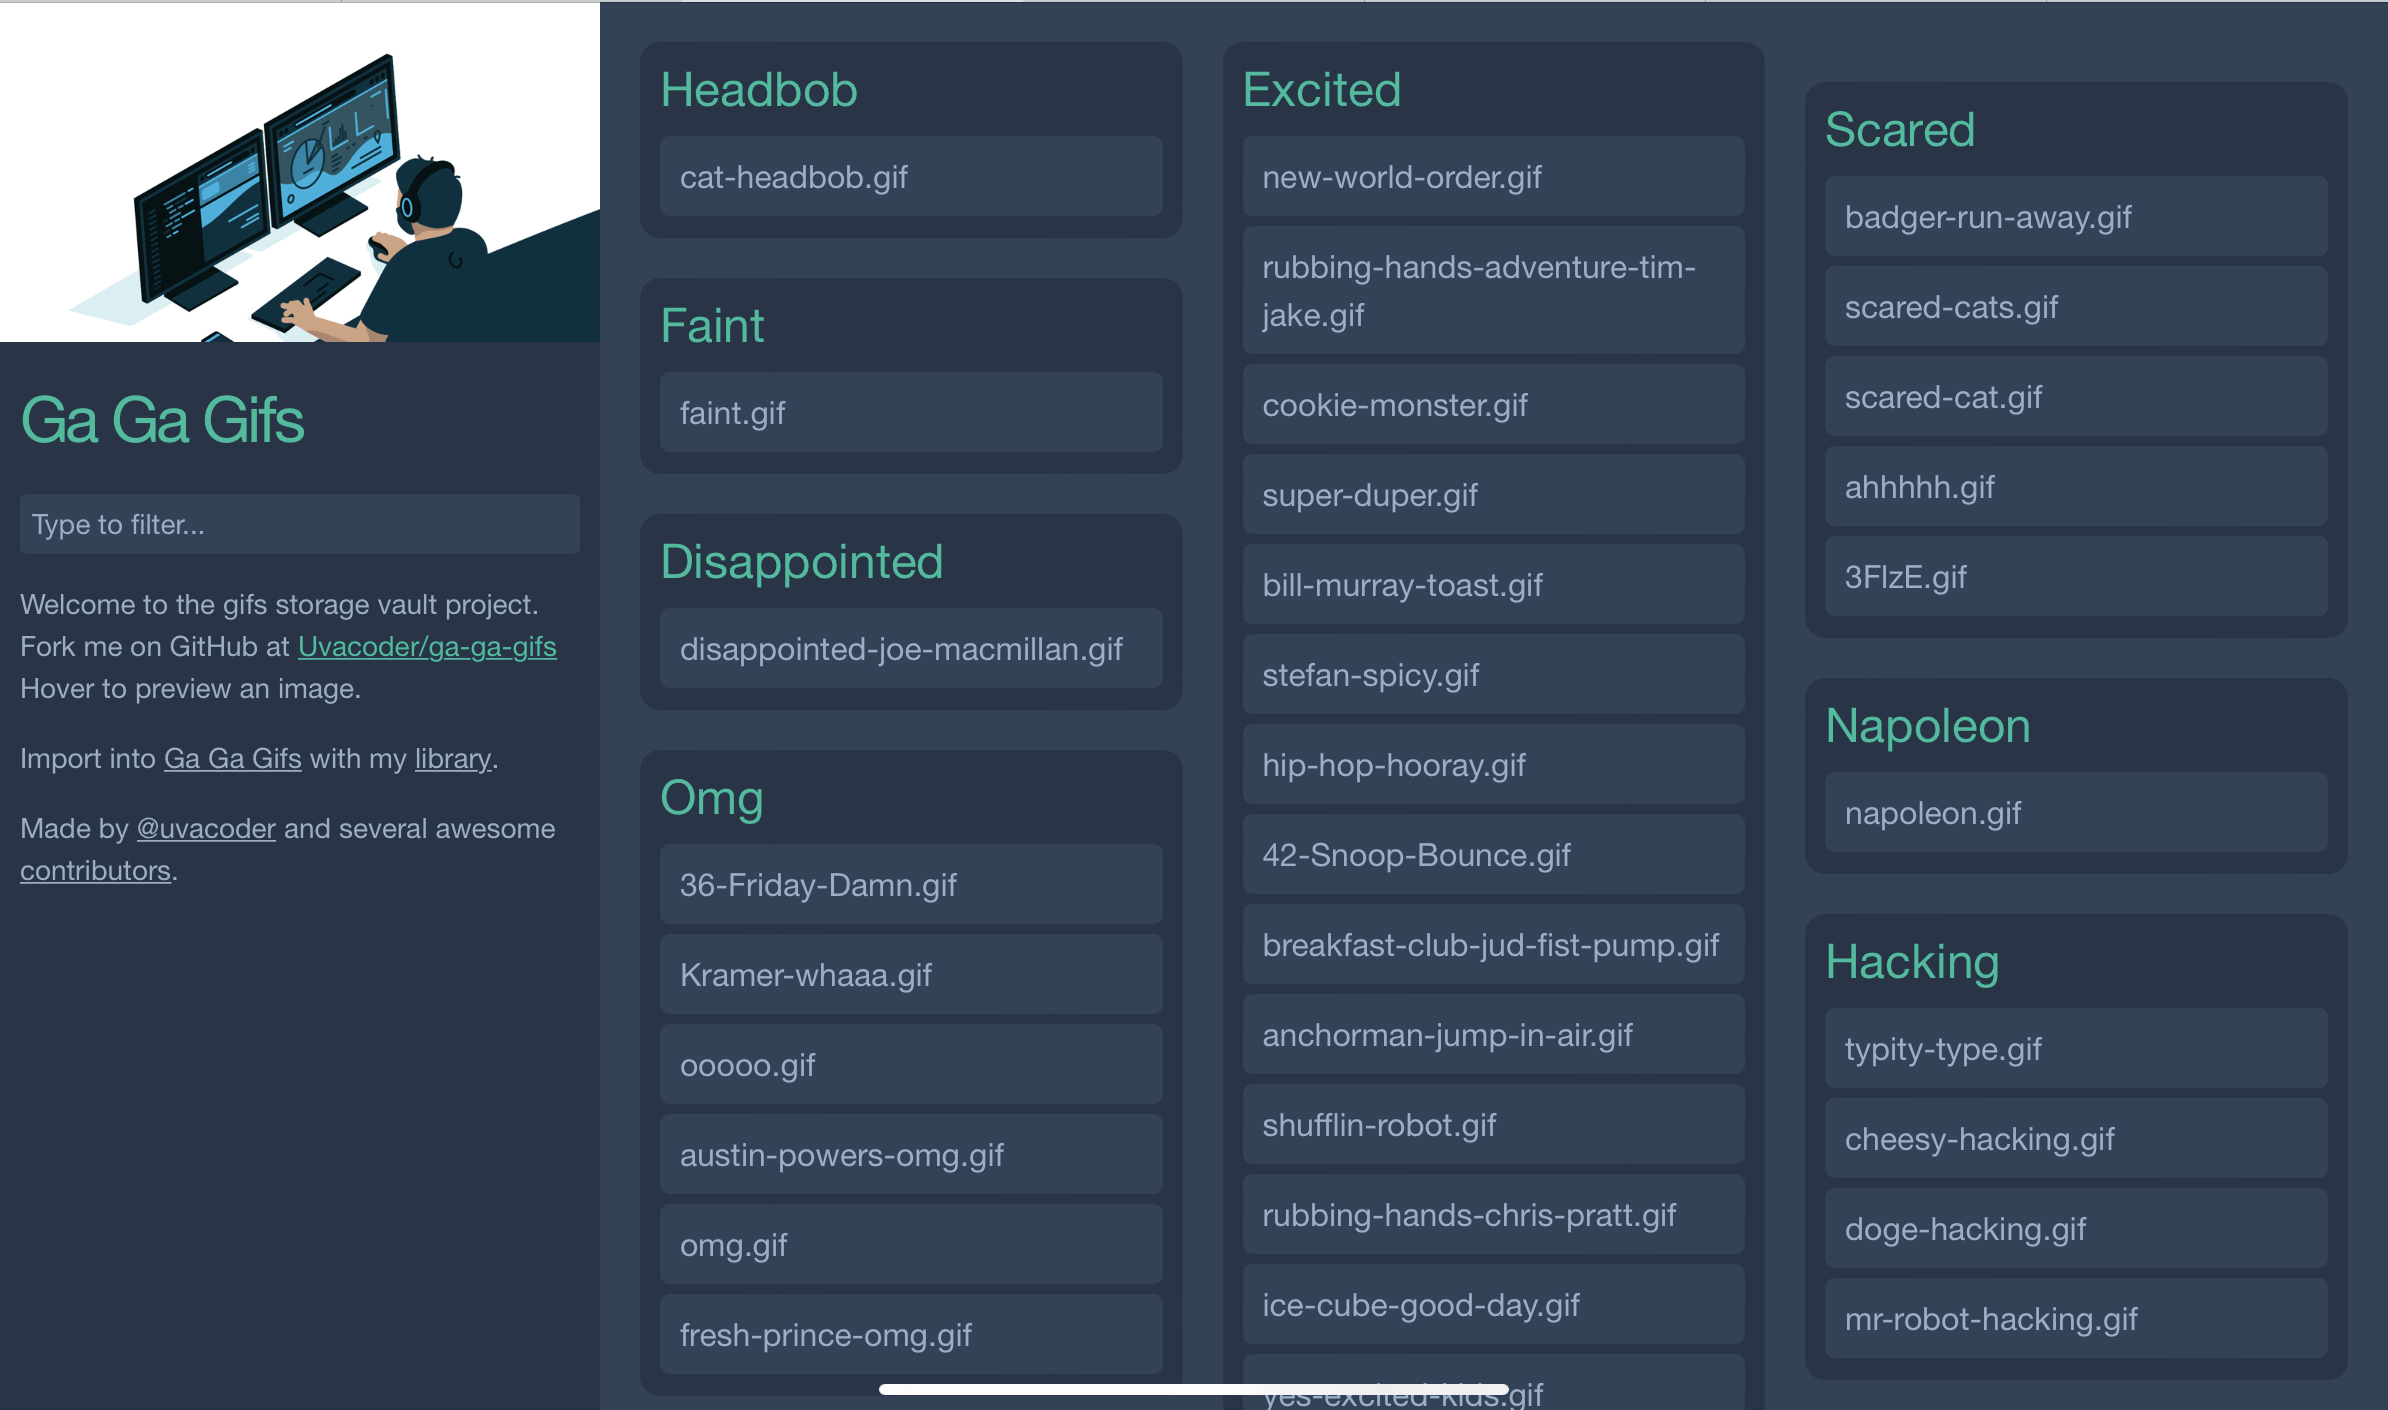 Ga Ga Gifs
Type to filter...
Welcome to the gifs storage vault project.
Fork me on GitHub at Uvacoder/ga-ga-gifs
Hover to preview an image.
Import into Ga Ga Gifs with my library.
Made by @uvacoder and several awesome
contributors.
Headbob
cat-headbob.gif
Faint
faint.gif
Disappointed
disappointed-joe-macmillan.gif
Omg
36-Friday-Damn.gif
Kramer-whaaa.gif
ooooo.gif
austin-powers-omg.gif
omg.gif
fresh-prince-omg.gif
Excited
new-world-order.gif
rubbing-hands-adventure-tim-
jake.gif
cookie-monster.gif
super-duper.gif
bill-murray-toast.gif
stefan-spicy.gif
hip-hop-hooray.gif
42-Snoop-Bounce.gif
breakfast-club-jud-fist-pump.gif
anchorman-jump-in-air.gif
shufflin-robot.gif
rubbing-hands-chris-pratt.gif
ice-cube-good-day.gif
yes-excited-kids.gif
Scared
badger-run-away.gif
scared-cats.gif
scared-cat.gif
ahhhhh.gif
3FlzE.gif
Napoleon
napoleon.gif
Hacking
typity-type.gif
cheesy-hacking.gif
doge-hacking.gif
mr-robot-hacking.gif